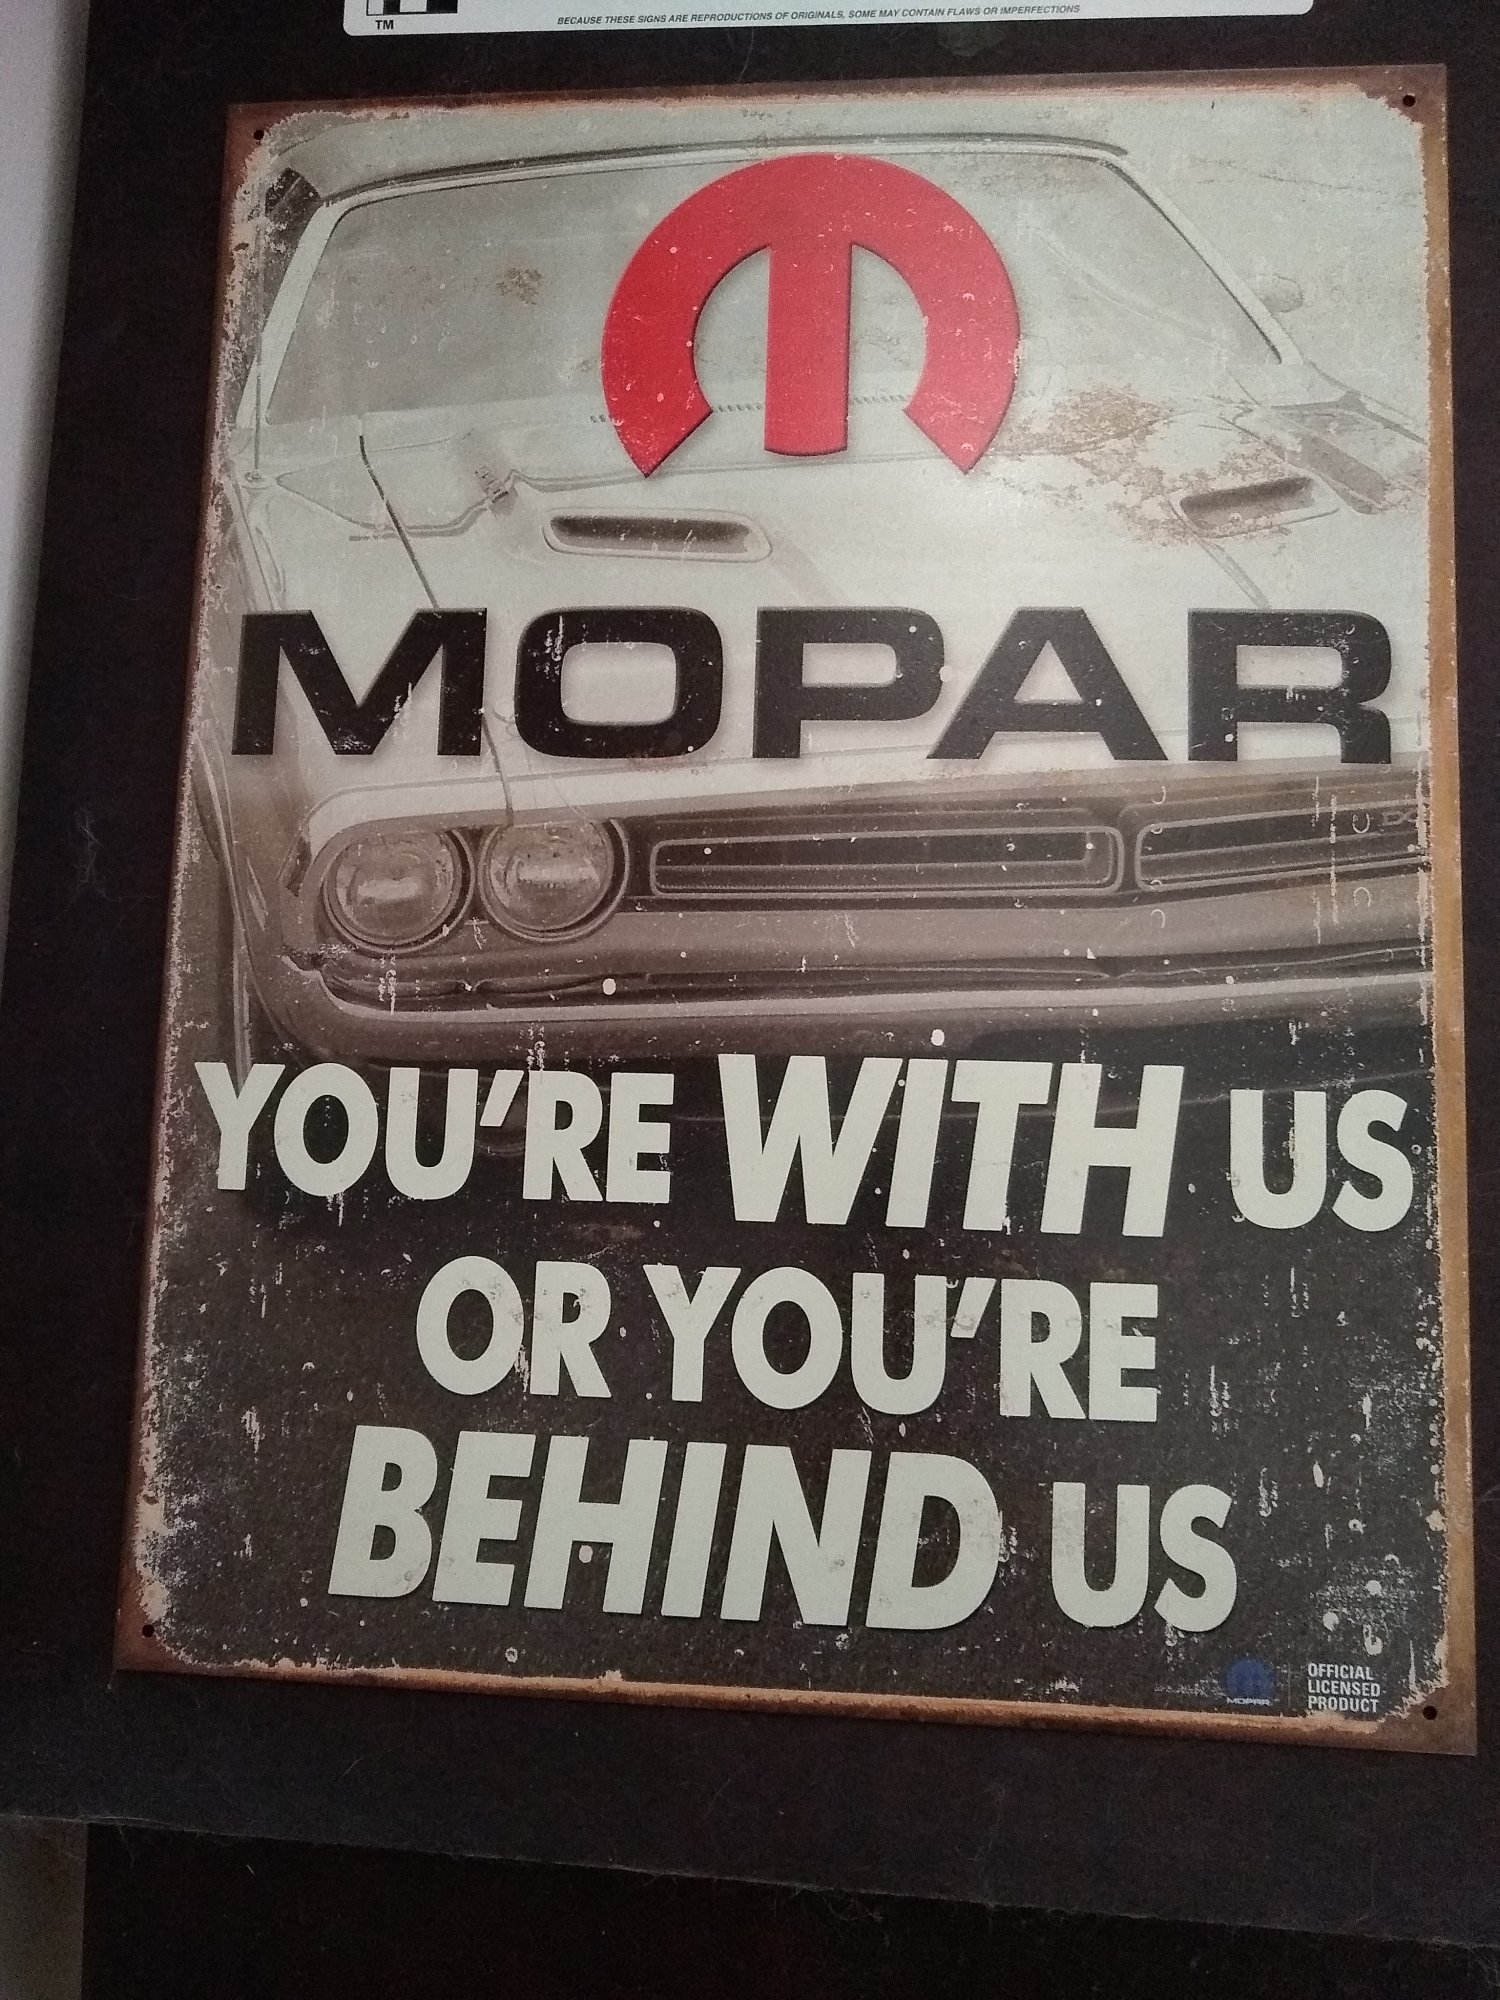 TM
BECAUSE THESE SIGNS ARE REPRODUCTIONS OF ORIGINALS, SOME MAY CONTAIN FLAWS OR IMPERFECTIONS
MOPAR
YOU'RE WITH US
OR YOU'RE
BEHIND US
MOPAR
OFFICIAL
LICENSED
PRODUCT